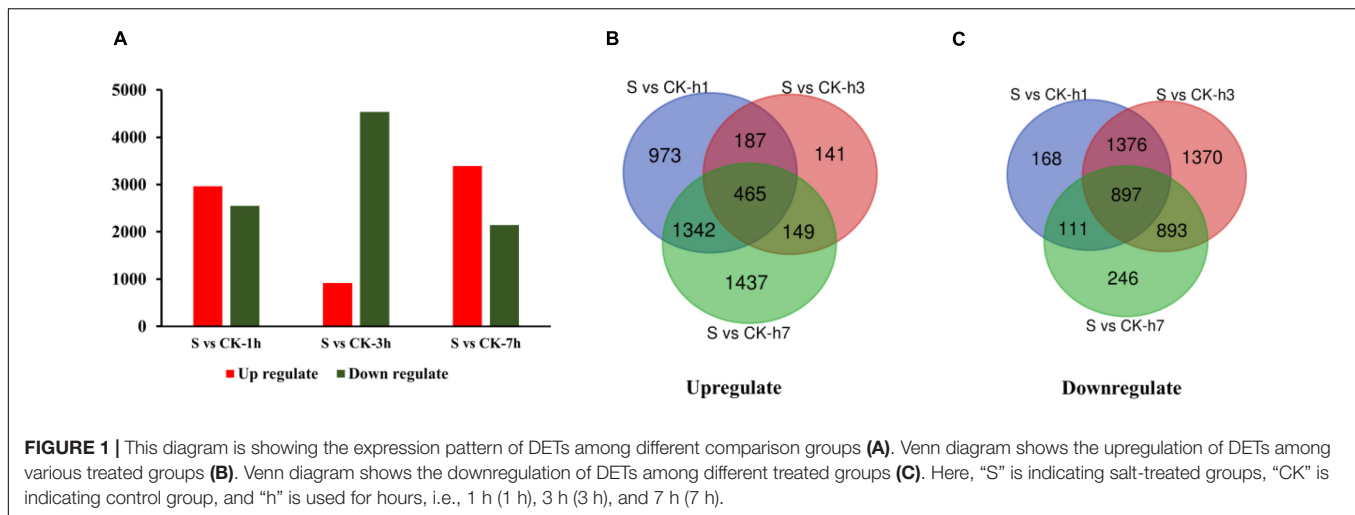 A
5000
4000
3000
2000
1000
0
S vs CK-1h S vs CK-3h S vs CK-7h
Up regulate Down regulate
B
S vs CK-h1 S vs CK-h3
187
973 141
465
1342 149
1437
S vs CK-h7
Upregulate
C
S vs CK-h1 S vs CK-h3
1376
168 1370
897
111 893
246
S vs CK-h7
Downregulate
FIGURE 1 | This diagram is showing the expression pattern of DETs among different comparison groups (A). Venn diagram shows the upregulation of DETs among
various treated groups (B). Venn diagram shows the downregulation of DETs among different treated groups (C). Here, “S” is indicating salt-treated groups, “CK” is
indicating control group, and “h” is used for hours, i.e., 1 h (1 h), 3 h (3 h), and 7 h (7 h).